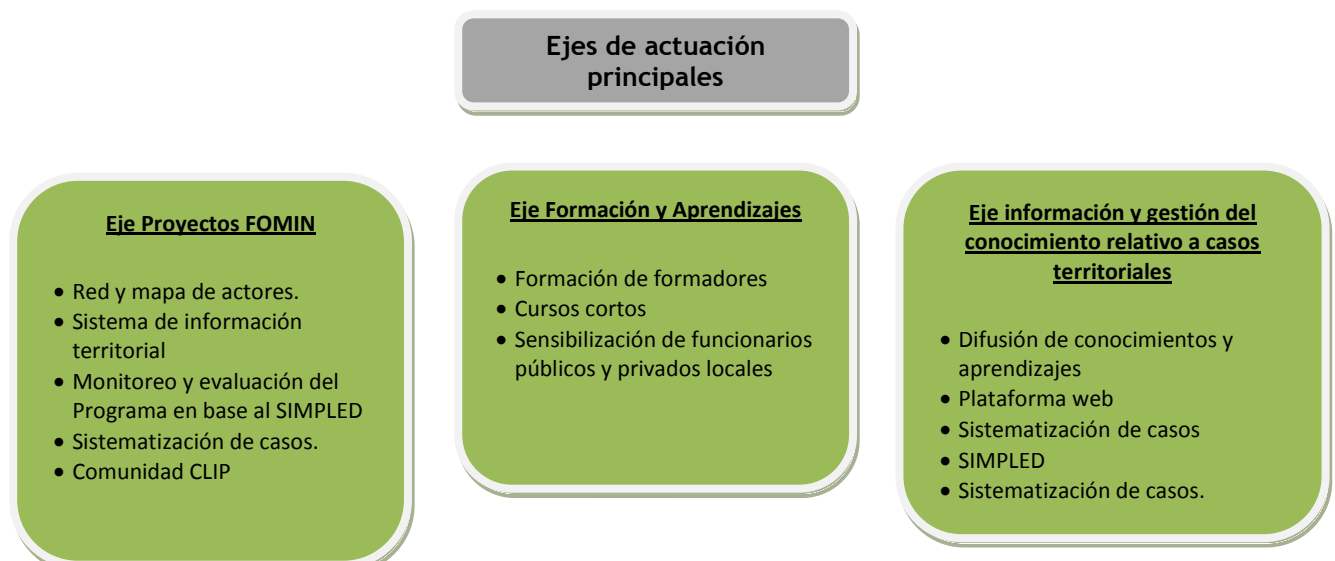 Ejes de actuación
principales
Eje Proyectos FOMIN
• Red y mapa de actores.
• Sistema de información
territorial
• Monitoreo y evaluación del
Programa en base al SIMPLED
• Sistematización de casos.
• Comunidad CLIP
Eje Formación y Aprendizajes
• Formación de formadores
• Cursos cortos
• Sensibilización de funcionarios
públicos y privados locales
Eje información y gestión del
conocimiento relativo a casos
territoriales
• Difusión de conocimientos y
aprendizajes
• Plataforma web
• Sistematización de casos
• SIMPLED
• Sistematización de casos.